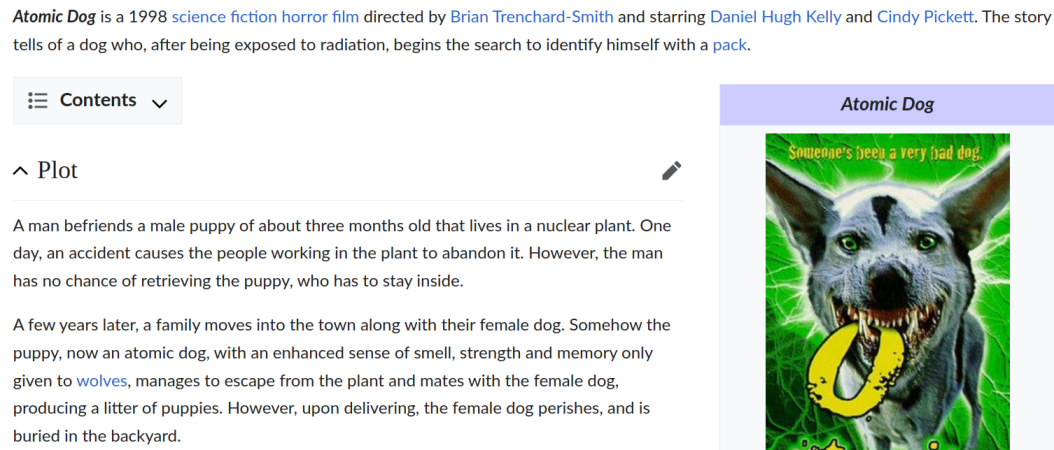 Atomic Dog is a 1998 science fiction horror film directed by Brian Trenchard-Smith and starring Daniel Hugh Kelly and Cindy Pickett. The story
tells of a dog who, after being exposed to radiation, begins the search to identify himself with a pack.
Contents
Plot
A man befriends a male puppy of about three months old that lives in a nuclear plant. One
day, an accident causes the people working in the plant to abandon it. However, the man
has no chance of retrieving the puppy, who has to stay inside.
A few years later, a family moves into the town along with their female dog. Somehow the
puppy, now an atomic dog, with an enhanced sense of smell, strength and memory only
given to wolves, manages to escape from the plant and mates with the female dog,
producing a litter of puppies. However, upon delivering, the female dog perishes, and is
buried in the backyard.
Atomic Dog
Someone's been a very bad dog.